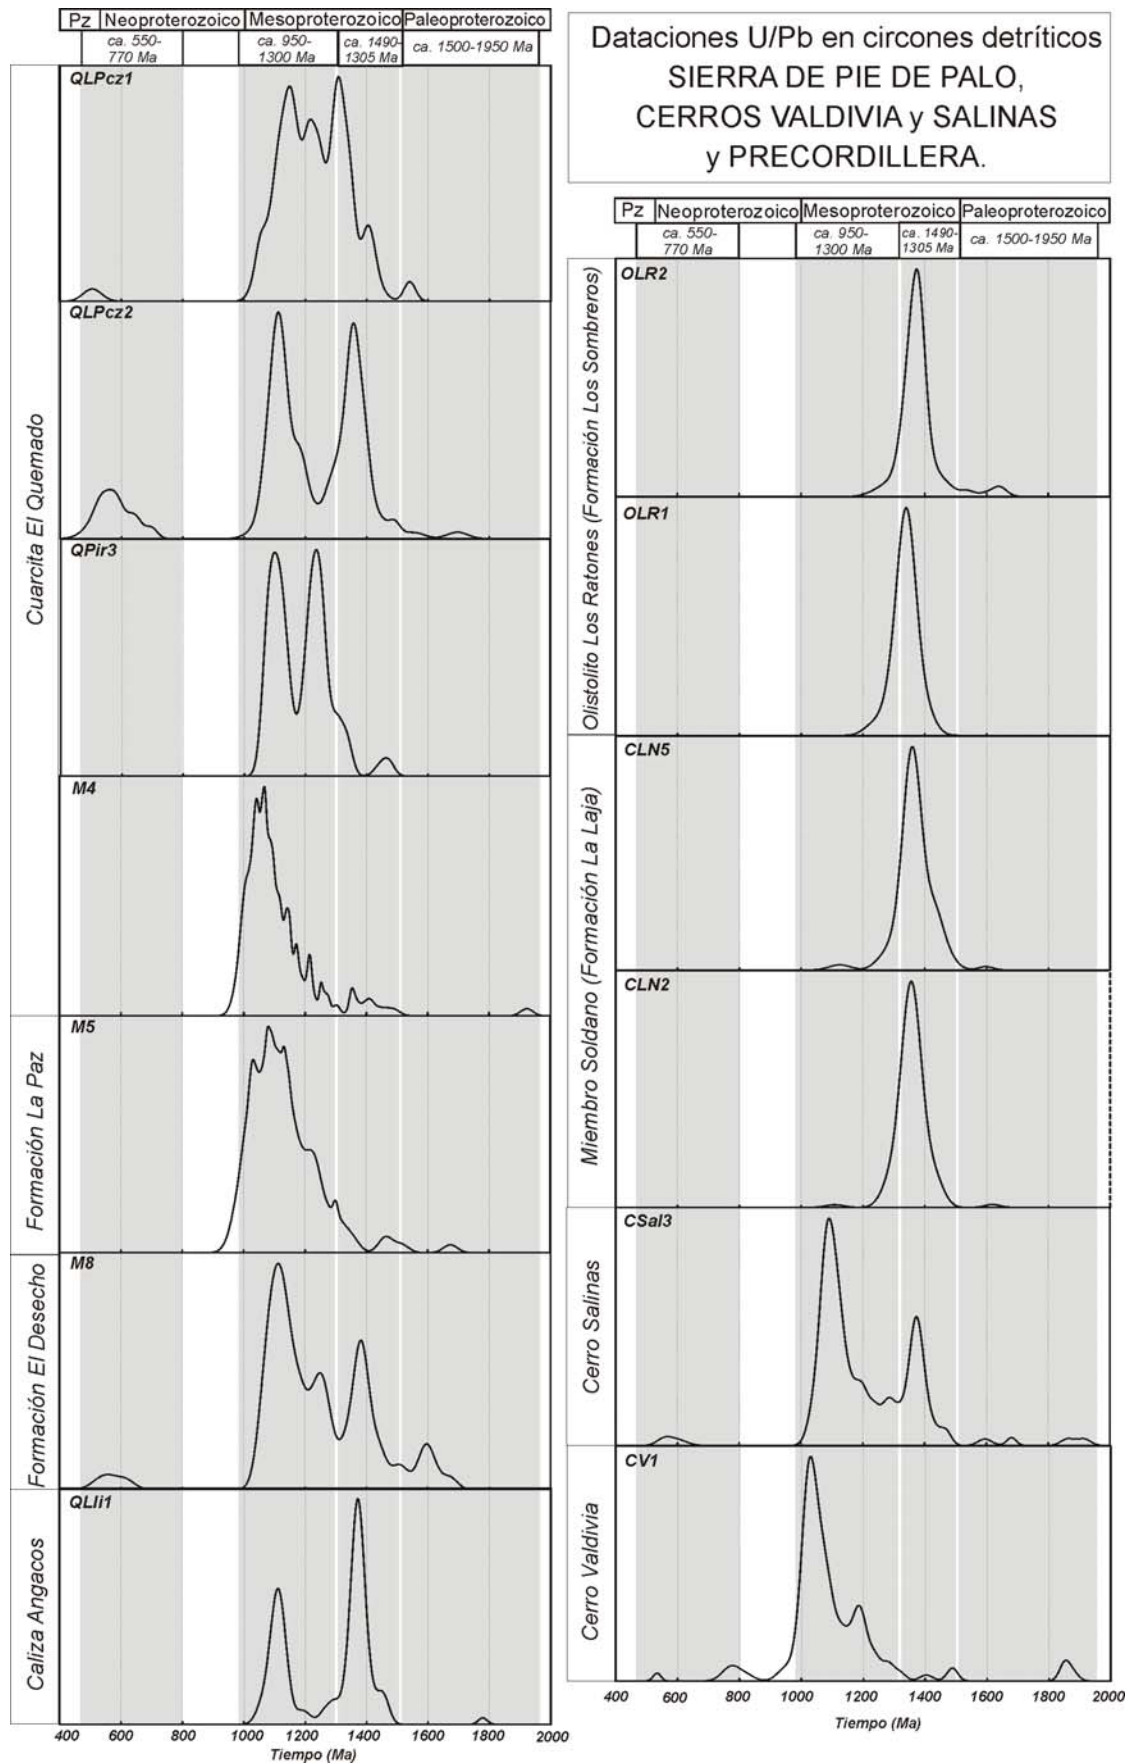 Pz Neoproterozoico Mesoproterozoico Paleoproterozoico
ca. 550-
770 Ma
ca. 950-
1300 Ma
ca. 1490-
1305 Ma
ca. 1500-1950 Ma
Cuarcita El Quemado
QLPcz1
QLPcz2
QPir3
M4
Formación La Paz
M5
Formación El Desecho
M8
Caliza Angacos
QLli1
400 600 800 1000 1200 1400 1600 1800 2000
Tiempo (Ma)
Dataciones U/Pb en circones detríticos
SIERRA DE PIE DE PALO,
CERROS VALDIVIA y SALINAS
y PRECORDILLERA.
Pz Neoproterozoico Mesoproterozoico Paleoproterozoico
ca. 550-
770 Ma
ca. 950-
1300 Ma
ca. 1490-
1305 Ma
ca. 1500-1950 Ma
Olistolito Los Ratones (Formación Los Sombreros)
OLR2
OLR1
Miembro Soldano (Formación La Laja)
CLN5
CLN2
Cerro Salinas
CSal3
Cerro Valdivia
CV1
400 600 800 1000 1200 1400 1600 1800 2000
Tiempo (Ma)